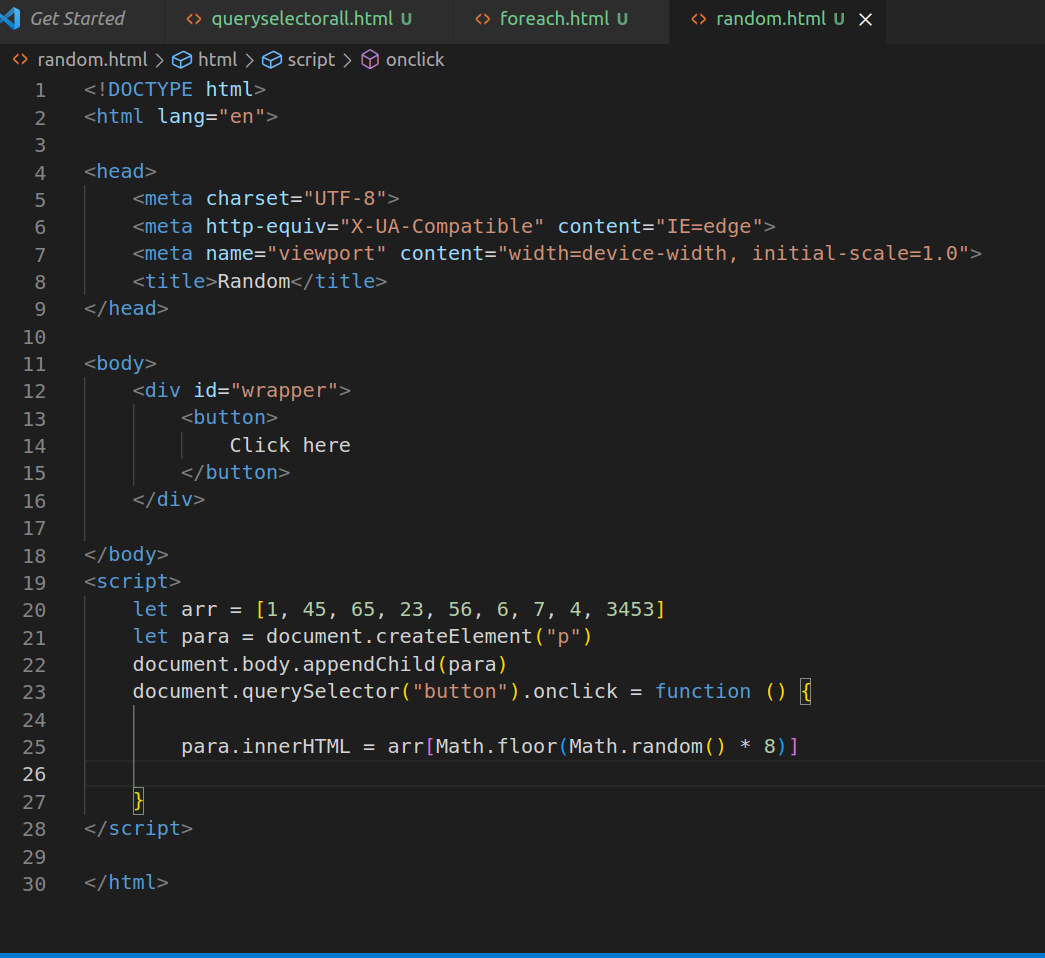 Get Started queryselectorall.html U foreach.html U random.html U
random.html > html > script > onclick
1 <!DOCTYPE html>
2 <html lang="en">
3
4 <head>
5 <meta charset="UTF-8">
6 <meta http-equiv="X-UA-Compatible" content="IE=edge">
7 <meta name="viewport" content="width=device-width, initial-scale=1.0">
8 <title>Random</title>
9 </head>
10
11 <body>
12 <div id="wrapper">
13 <button>
14 Click here
15 </button>
16 </div>
17
18 </body>
19 <script>
20 let arr = [1, 45, 65, 23, 56, 6, 7, 4, 3453]
21 let para = document.createElement("p")
22 document.body.appendChild(para)
23 document.querySelector("button").onclick = function () {
24
25 para.innerHTML = arr[Math.floor(Math.random() * 8)]
26
27 }
28 </script>
29
30 </html>